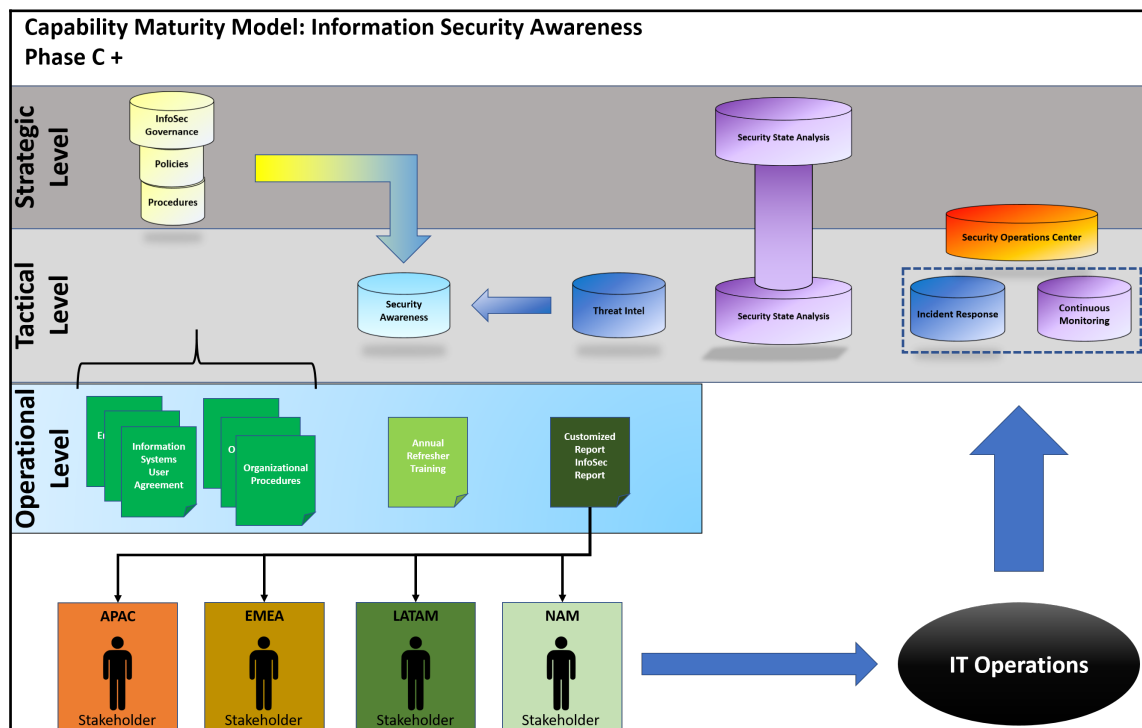 Capability Maturity Model: Information Security Awareness
Phase C +
Strategic
Level
InfoSec
Governance
Policies
Procedures
Security State Analysis
Security Operations Center
Tactical
Level
Security
Awareness
Threat Intel
Security State Analysis
Incident Response
Continuous
Monitoring
Operational
Level
Information
Systems
User
Agreement
Organizational
Procedures
Annual
Refresher
Training
Customized
Report
InfoSec
Report
APAC
Stakeholder
EMEA
Stakeholder
LATAM
Stakeholder
NAM
Stakeholder
IT Operations